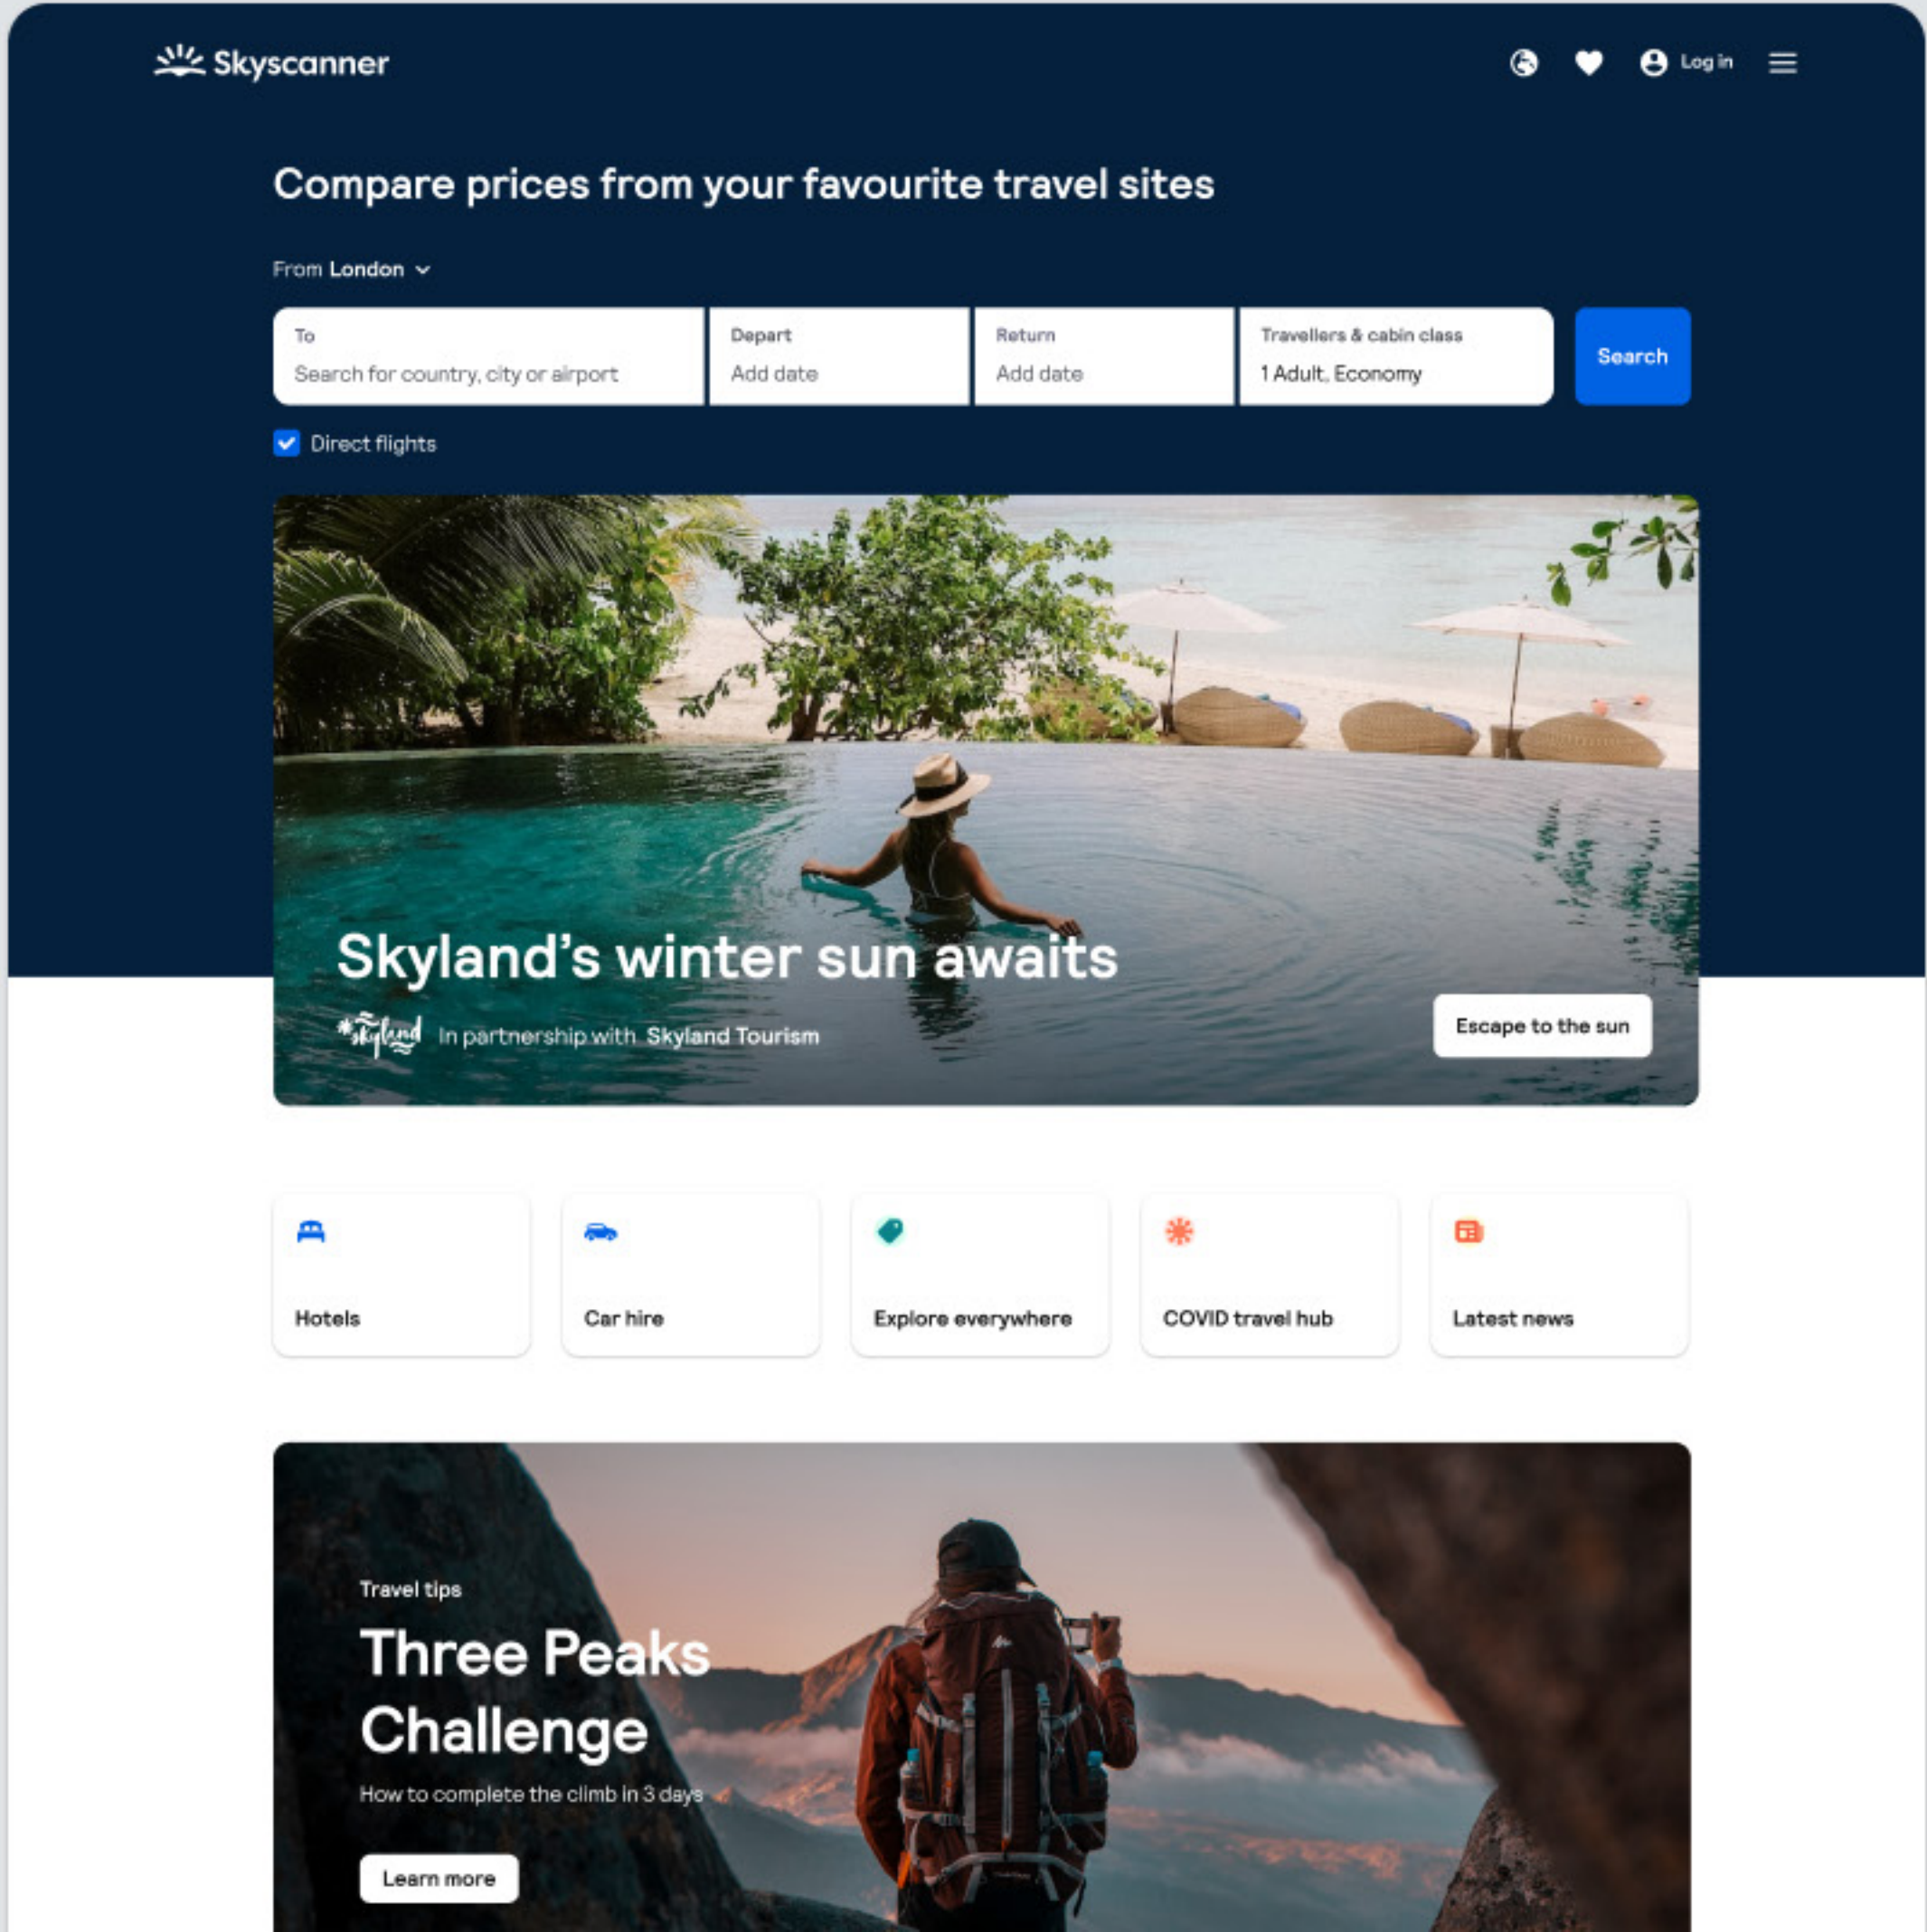 Skyscanner
Log in
Compare prices from your favourite travel sites
From London
To
Search for country, city or airport
Depart
Add date
Return
Add date
Travellers & cabin class
1 Adult, Economy
Search
Direct flights
Skyland's winter sun awaits
skyland
In partnership with Skyland Tourism
Escape to the sun
Hotels
Car hire
Explore everywhere
COVID travel hub
Latest news
Travel tips
Three Peaks
Challenge
How to complete the climb in 3 days
Learn more